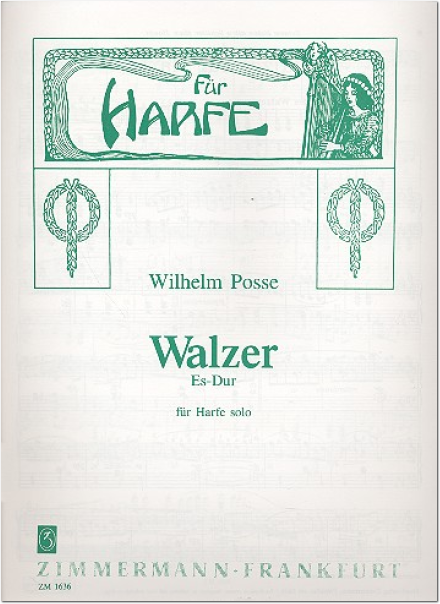 Für
HARFE
Wilhelm Posse
Walzer
Es-Dur
für Harfe solo
ZIMMERMANN-FRANKFURT
ZM 1636